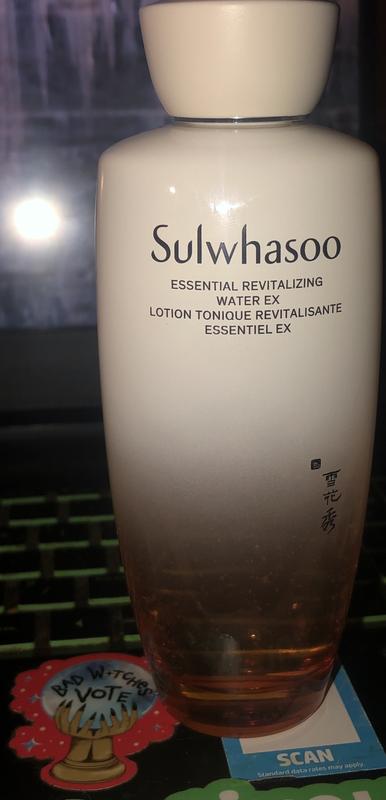 Sulwhasoo
ESSENTIAL REVITALIZING
WATER EX
LOTION TONIQUE REVITALISANTE
ESSENTIEL EX
雪花秀
BAD W★TCHES
VOTE
SCAN
Standard data rates may apply.